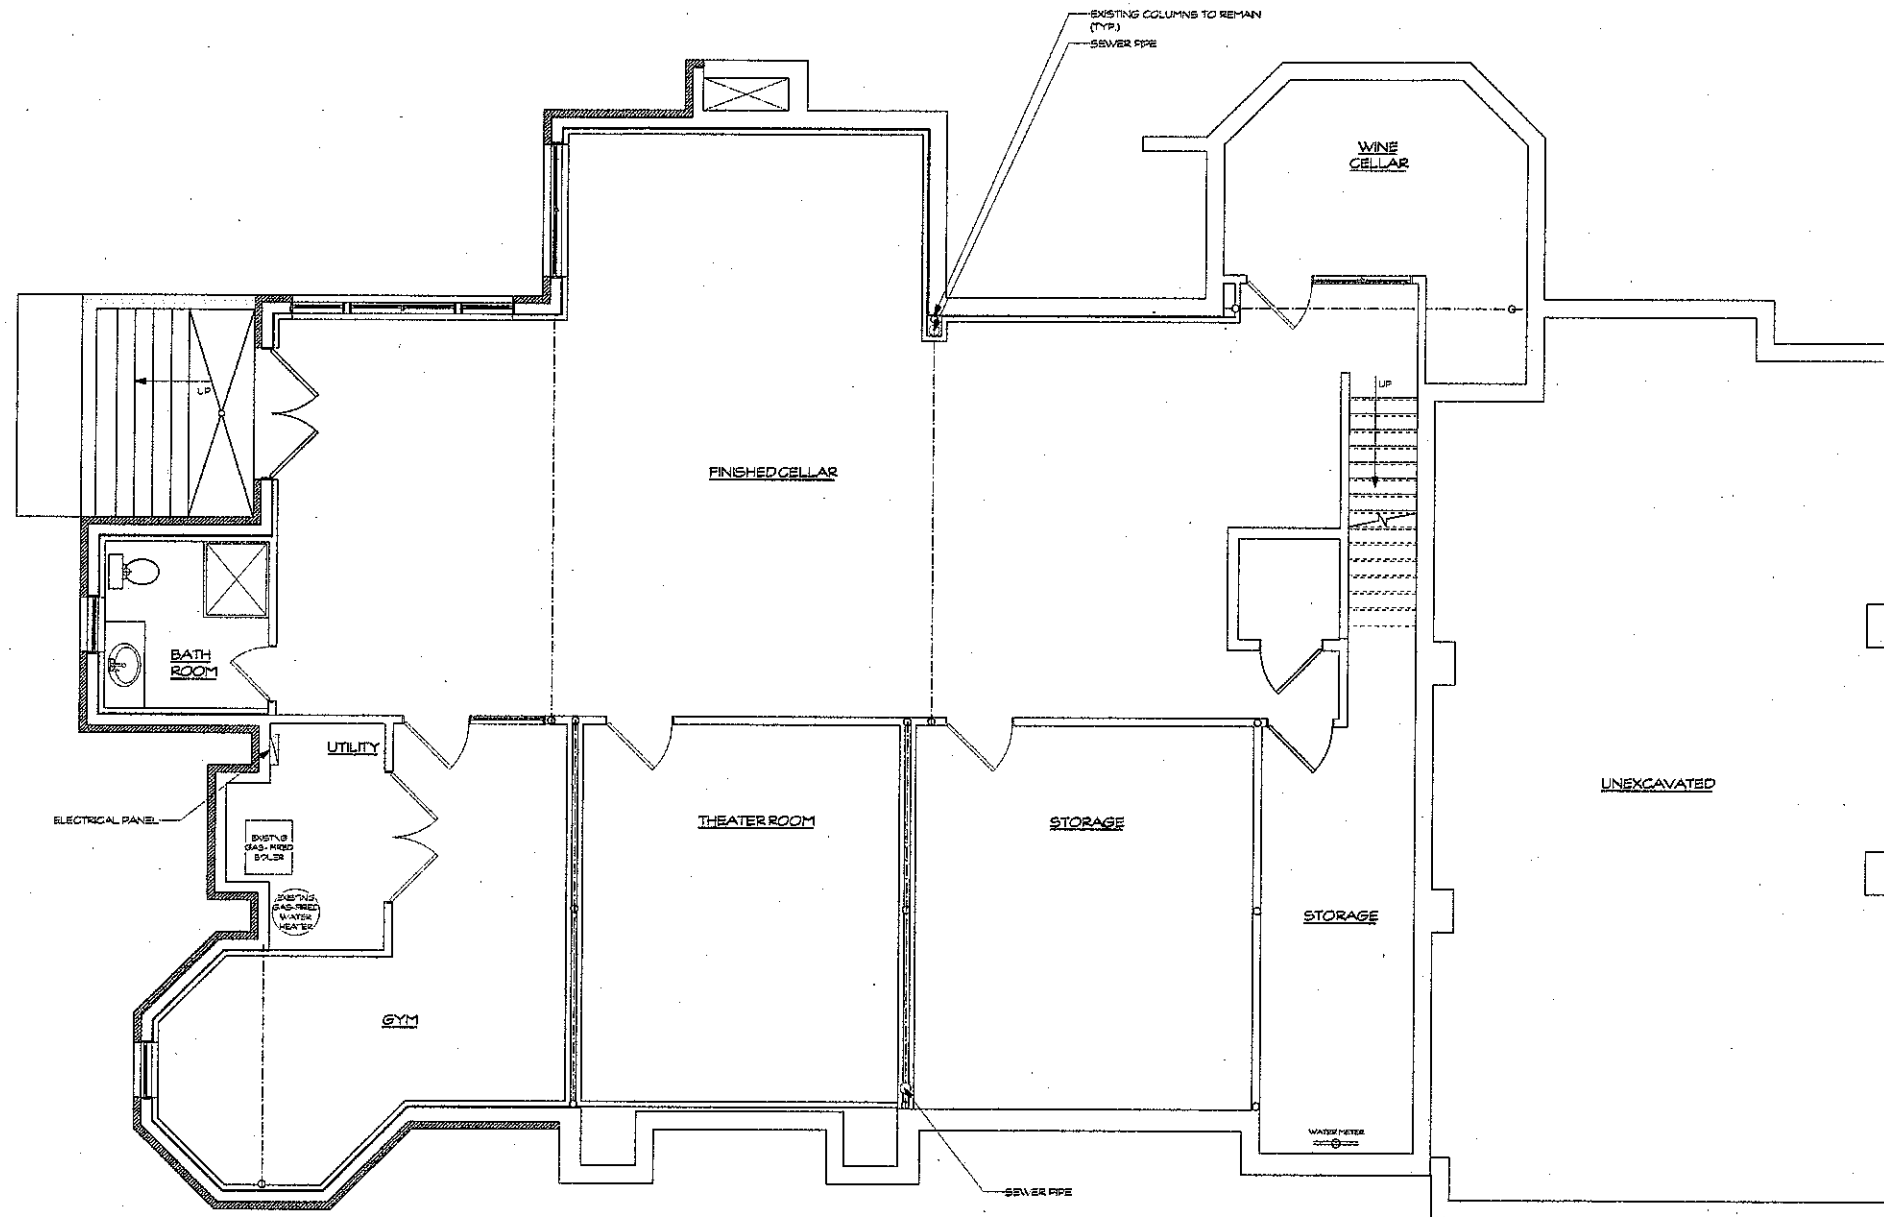 EXISTING COLUMNS TO REMAIN
(TYP.)
SEWER PIPE
WINE
CELLAR
UP
UP
FINISHED CELLAR
BATH
ROOM
UTILITY
ELECTRICAL PANEL
EXISTING
GAS-FIRED
BOILER
EXISTING
GAS-FIRED
WATER
HEATER
THEATER ROOM
STORAGE
UNEXCAVATED
STORAGE
GYM
WATER METER
SEWER PIPE